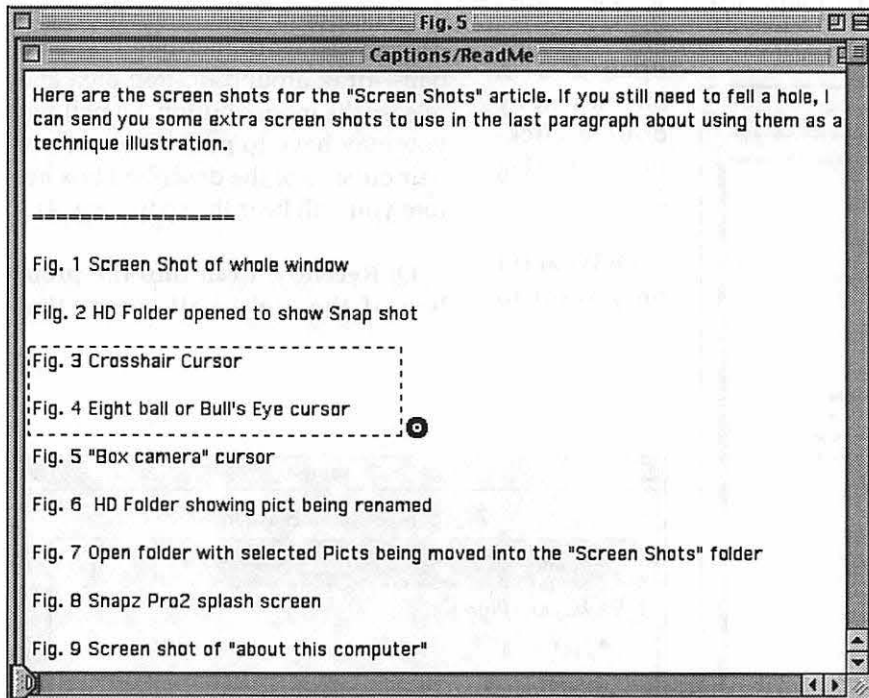 Fig. 5
Captions/ReadMe
Here are the screen shots for the "Screen Shots" article. If you still need to fell a hole, I
can send you some extra screen shots to use in the last paragraph about using them as a
technique illustration.
=================
Fig. 1 Screen Shot of whole window
Filg. 2 HD Folder opened to show Snap shot
Fig. 3 Crosshair Cursor
Fig. 4 Eight ball or Bull's Eye cursor
Fig. 5 "Box camera" cursor
Fig. 6  HD Folder showing pict being renamed
Fig. 7 Open folder with selected Picts being moved into the "Screen Shots" folder
Fig. 8 Snapz Pro2 splash screen
Fig. 9 Screen shot of "about this computer"